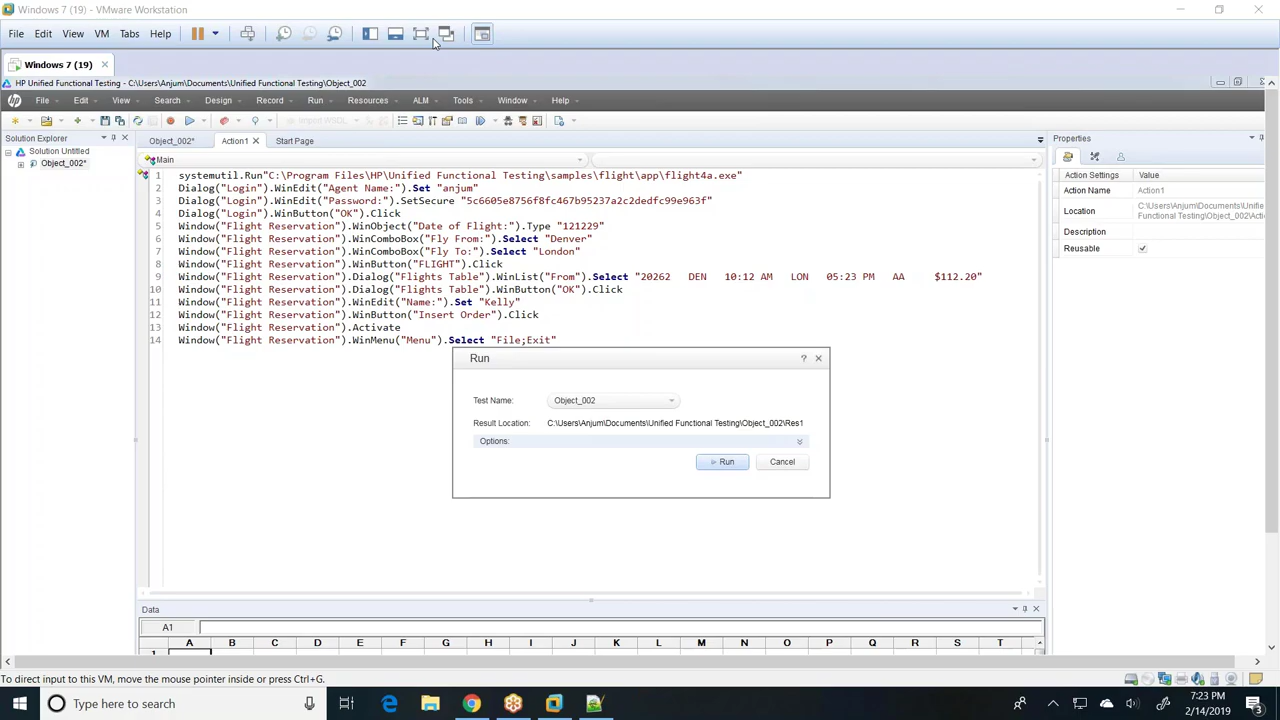 Windows 7 (19) - VMware Workstation
File Edit View VM Tabs Help
Windows 7 (19)
HP Unified Functional Testing - C:\Users\Anjum\Documents\Unified Functional Testing\Object_002
File Edit View Search Design Record Run Resources ALM Tools Window Help
Import WSDL
Solution Explorer
Object_002* Action1 Start Page
Properties
Solution Untitled
Object_002*
Main
1 systemutil.Run"C:\Program Files\HP\Unified Functional Testing\samples\flight\app\flight4a.exe"
2 Dialog("Login").WinEdit("Agent Name:").Set "anjum"
3 Dialog("Login").WinEdit("Password:").SetSecure "5c6605e8756f8fc467b95237a2c2dedfc99e963f"
4 Dialog("Login").WinButton("OK").Click
5 Window("Flight Reservation").WinObject("Date of Flight:").Type "121229"
6 Window("Flight Reservation").WinComboBox("Fly From:").Select "Denver"
7 Window("Flight Reservation").WinComboBox("Fly To:").Select "London"
8 Window("Flight Reservation").WinButton("FLIGHT").Click
9 Window("Flight Reservation").Dialog("Flights Table").WinList("From").Select "20262 DEN 10:12 AM LON 05:23 PM AA $112.20"
10 Window("Flight Reservation").Dialog("Flights Table").WinButton("OK").Click
11 Window("Flight Reservation").WinEdit("Name:").Set "Kelly"
12 Window("Flight Reservation").WinButton("Insert Order").Click
13 Window("Flight Reservation").Activate
14 Window("Flight Reservation").WinMenu("Menu").Select "File;Exit"
Action Settings Value
Action Name Action1
Location C:\Users\Anjum\Documents\Unifie
Functional Testing\Object_002\Actio
Description
Reusable
Run
Test Name: Object_002
Result Location: C:\Users\Anjum\Documents\Unified Functional Testing\Object_002\Res1
Options:
Run Cancel
Data
A1
A B C D E F G H I J K L M N O P Q R S T
1
To direct input to this VM, move the mouse pointer inside or press Ctrl+G.
Type here to search
7:23 PM
2/14/2019